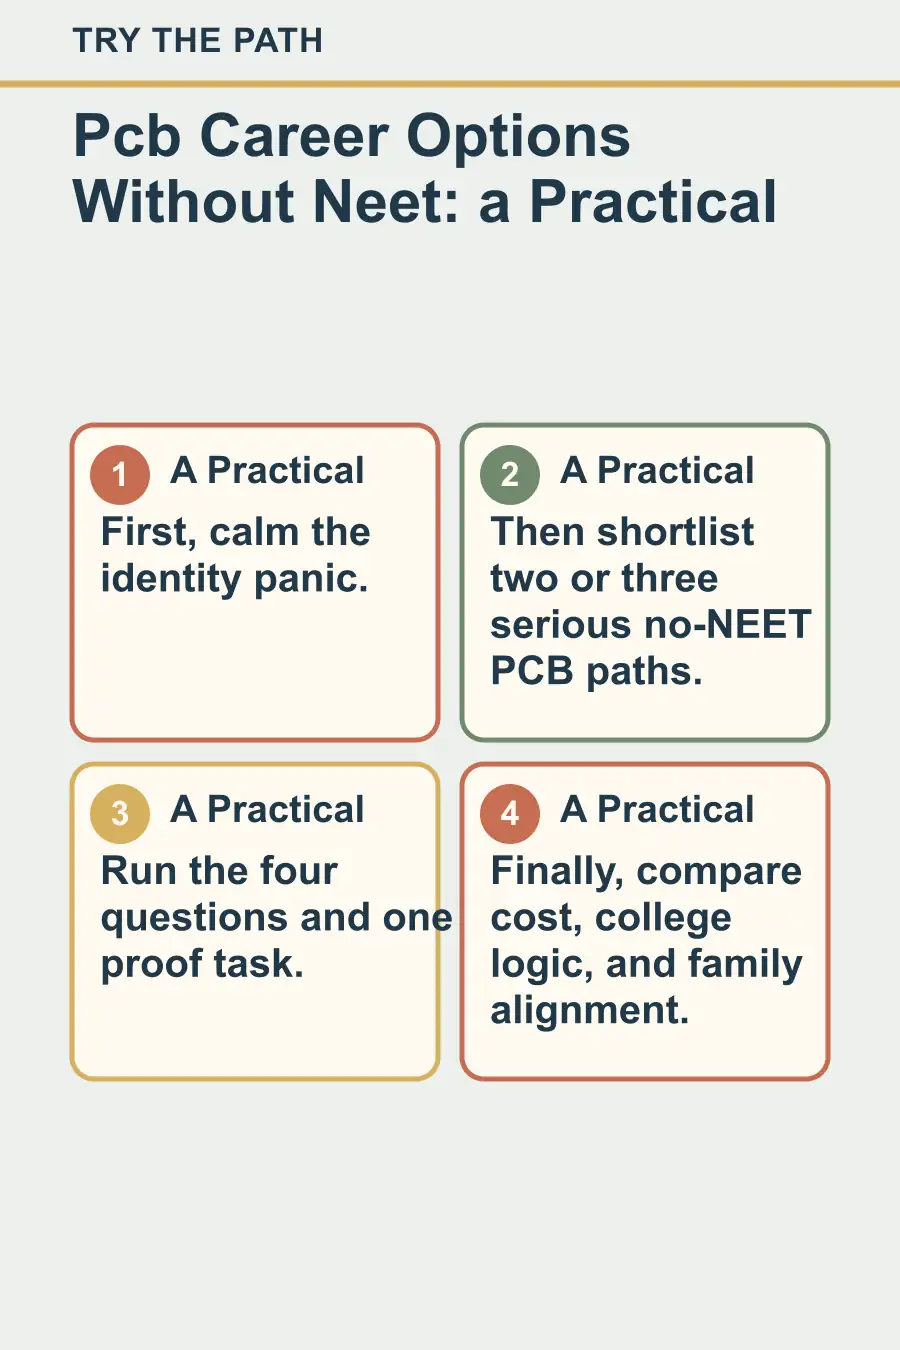 TRY THE PATH
Pcb Career Options
Without Neet: a Practical
1 A Practical
First, calm the
identity panic.
2 A Practical
Then shortlist
two or three
serious no-NEET
PCB paths.
3 A Practical
Run the four
questions and one
proof task.
4 A Practical
Finally, compare
cost, college
logic, and family
alignment.